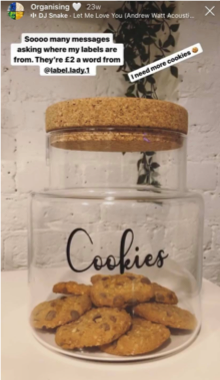 Organising 🤍 23w
DJ Snake · Let Me Love You (Andrew Watt Acousti...
Soooo many messages
asking where my labels are
from. They're £2 a word from
@label.lady.1
I need more cookies 🍪
Cookies